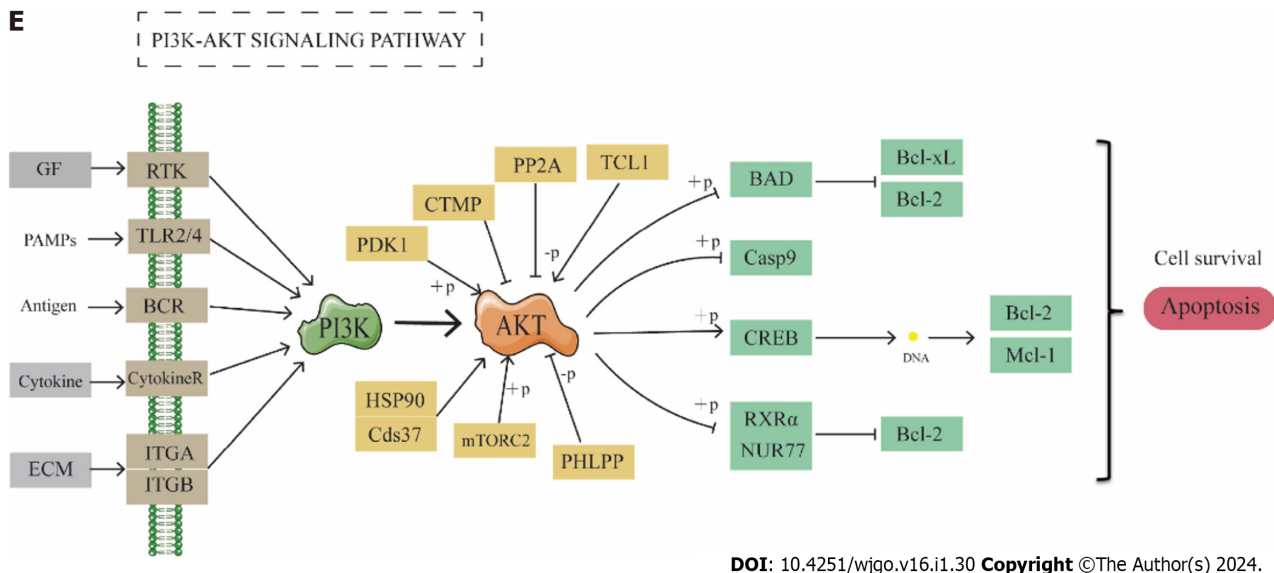 E
PI3K-AKT SIGNALING PATHWAY
GF
RTK
PAMPs
TLR2/4
Antigen
BCR
Cytokine
CytokineR
ECM
ITGA
ITGB
PI3K
PDK1
+p
CTMP
PP2A
-p
TCL1
AKT
HSP90
Cds37
mTORC2
+p
PHLPP
-p
+p
BAD
Bcl-xL
Bcl-2
+p
Casp9
+p
CREB
DNA
Bcl-2
Mcl-1
+p
RXRα
NUR77
Bcl-2
Cell survival
Apoptosis
DOI: 10.4251/wjgo.v16.i1.30 Copyright ©The Author(s) 2024.